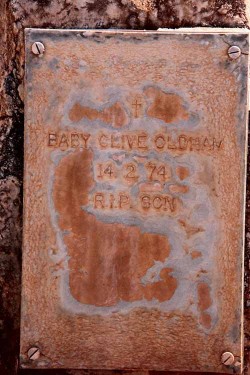 BABY CLIVE OLDHAM
14. 2. 74.
R.I.P. SON